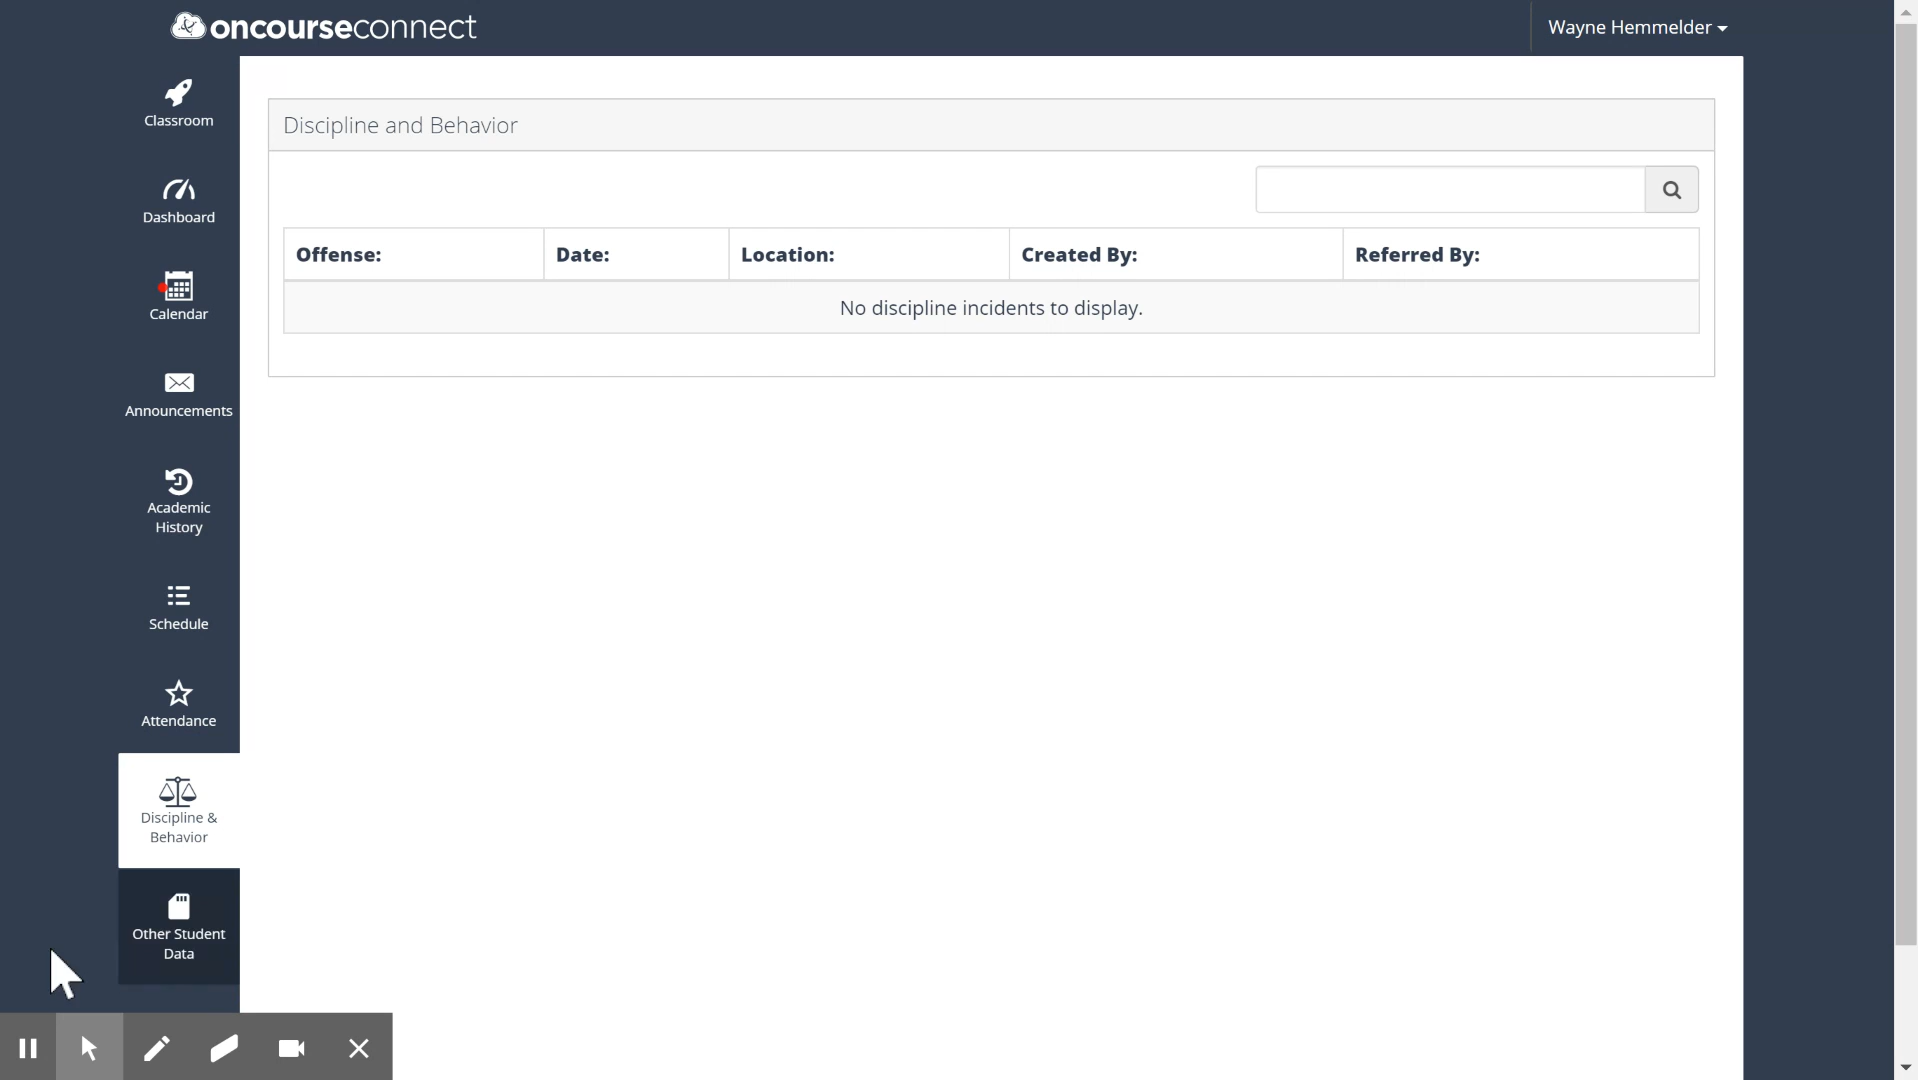 oncourseconnect
Wayne Hemmelder
Classroom
Discipline and Behavior
Dashboard
Offense: Date: Location: Created By: Referred By:
No discipline incidents to display.
Calendar
Announcements
Academic
History
Schedule
Attendance
Discipline &
Behavior
Other Student
Data